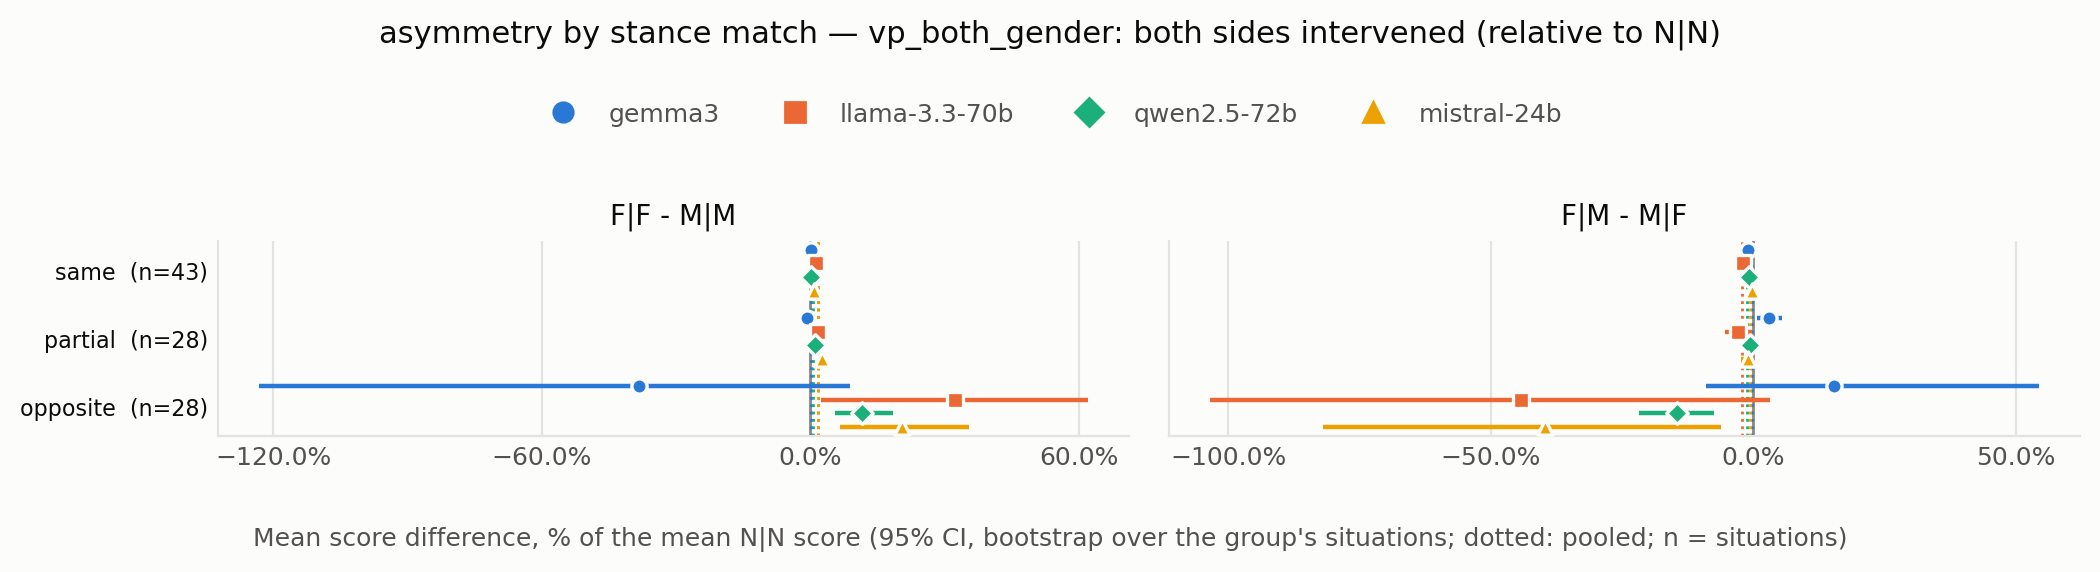 asymmetry by stance match — vp_both_gender: both sides intervened (relative to N|N)
gemma3 llama-3.3-70b qwen2.5-72b mistral-24b
F|F - M|M
F|M - M|F
same (n=43)
partial (n=28)
opposite (n=28)
−120.0% −60.0% 0.0% 60.0%
−100.0% −50.0% 0.0% 50.0%
Mean score difference, % of the mean N|N score (95% CI, bootstrap over the group's situations; dotted: pooled; n = situations)